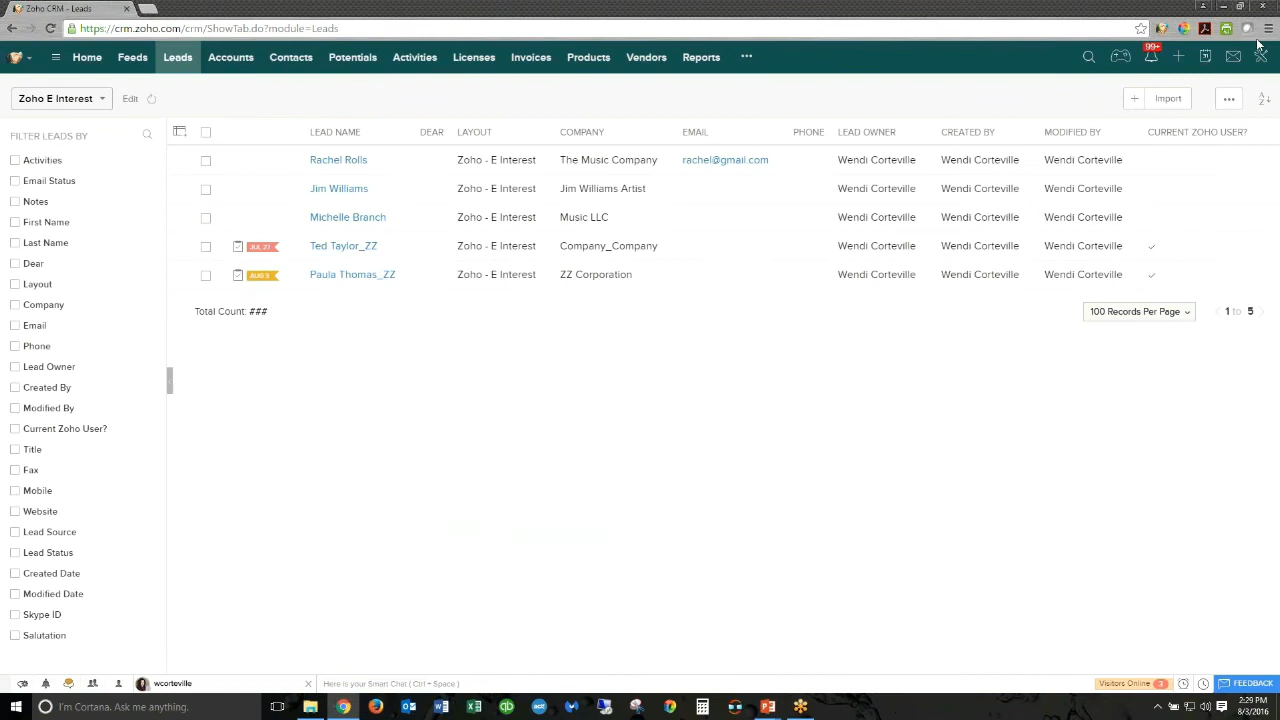 Zoho CRM - Leads
https://crm.zoho.com/crm/ShowTab.do?module=Leads
Home Feeds Leads Accounts Contacts Potentials Activities Licenses Invoices Products Vendors Reports ••• 99+
Zoho E Interest Edit Import •••
FILTER LEADS BY
LEAD NAME DEAR LAYOUT COMPANY EMAIL PHONE LEAD OWNER CREATED BY MODIFIED BY CURRENT ZOHO USER?
Rachel Rolls Zoho - E Interest The Music Company rachel@gmail.com Wendi Corteville Wendi Corteville Wendi Corteville
Jim Williams Zoho - E Interest Jim Williams Artist Wendi Corteville Wendi Corteville Wendi Corteville
Michelle Branch Zoho - E Interest Music LLC Wendi Corteville Wendi Corteville Wendi Corteville
JUL 27 Ted Taylor_ZZ Zoho - E Interest Company_Company Wendi Corteville Wendi Corteville Wendi Corteville
AUG 5 Paula Thomas_ZZ Zoho - E Interest ZZ Corporation Wendi Corteville Wendi Corteville Wendi Corteville
Total Count: ### 100 Records Per Page 1 to 5
Activities
Email Status
Notes
First Name
Last Name
Dear
Layout
Company
Email
Phone
Lead Owner
Created By
Modified By
Current Zoho User?
Title
Fax
Mobile
Website
Lead Source
Lead Status
Created Date
Modified Date
Skype ID
Salutation
wcorteville Here is your Smart Chat ( Ctrl + Space ) Visitors Online FEEDBACK
I'm Cortana. Ask me anything.
2:29 PM
8/3/2016